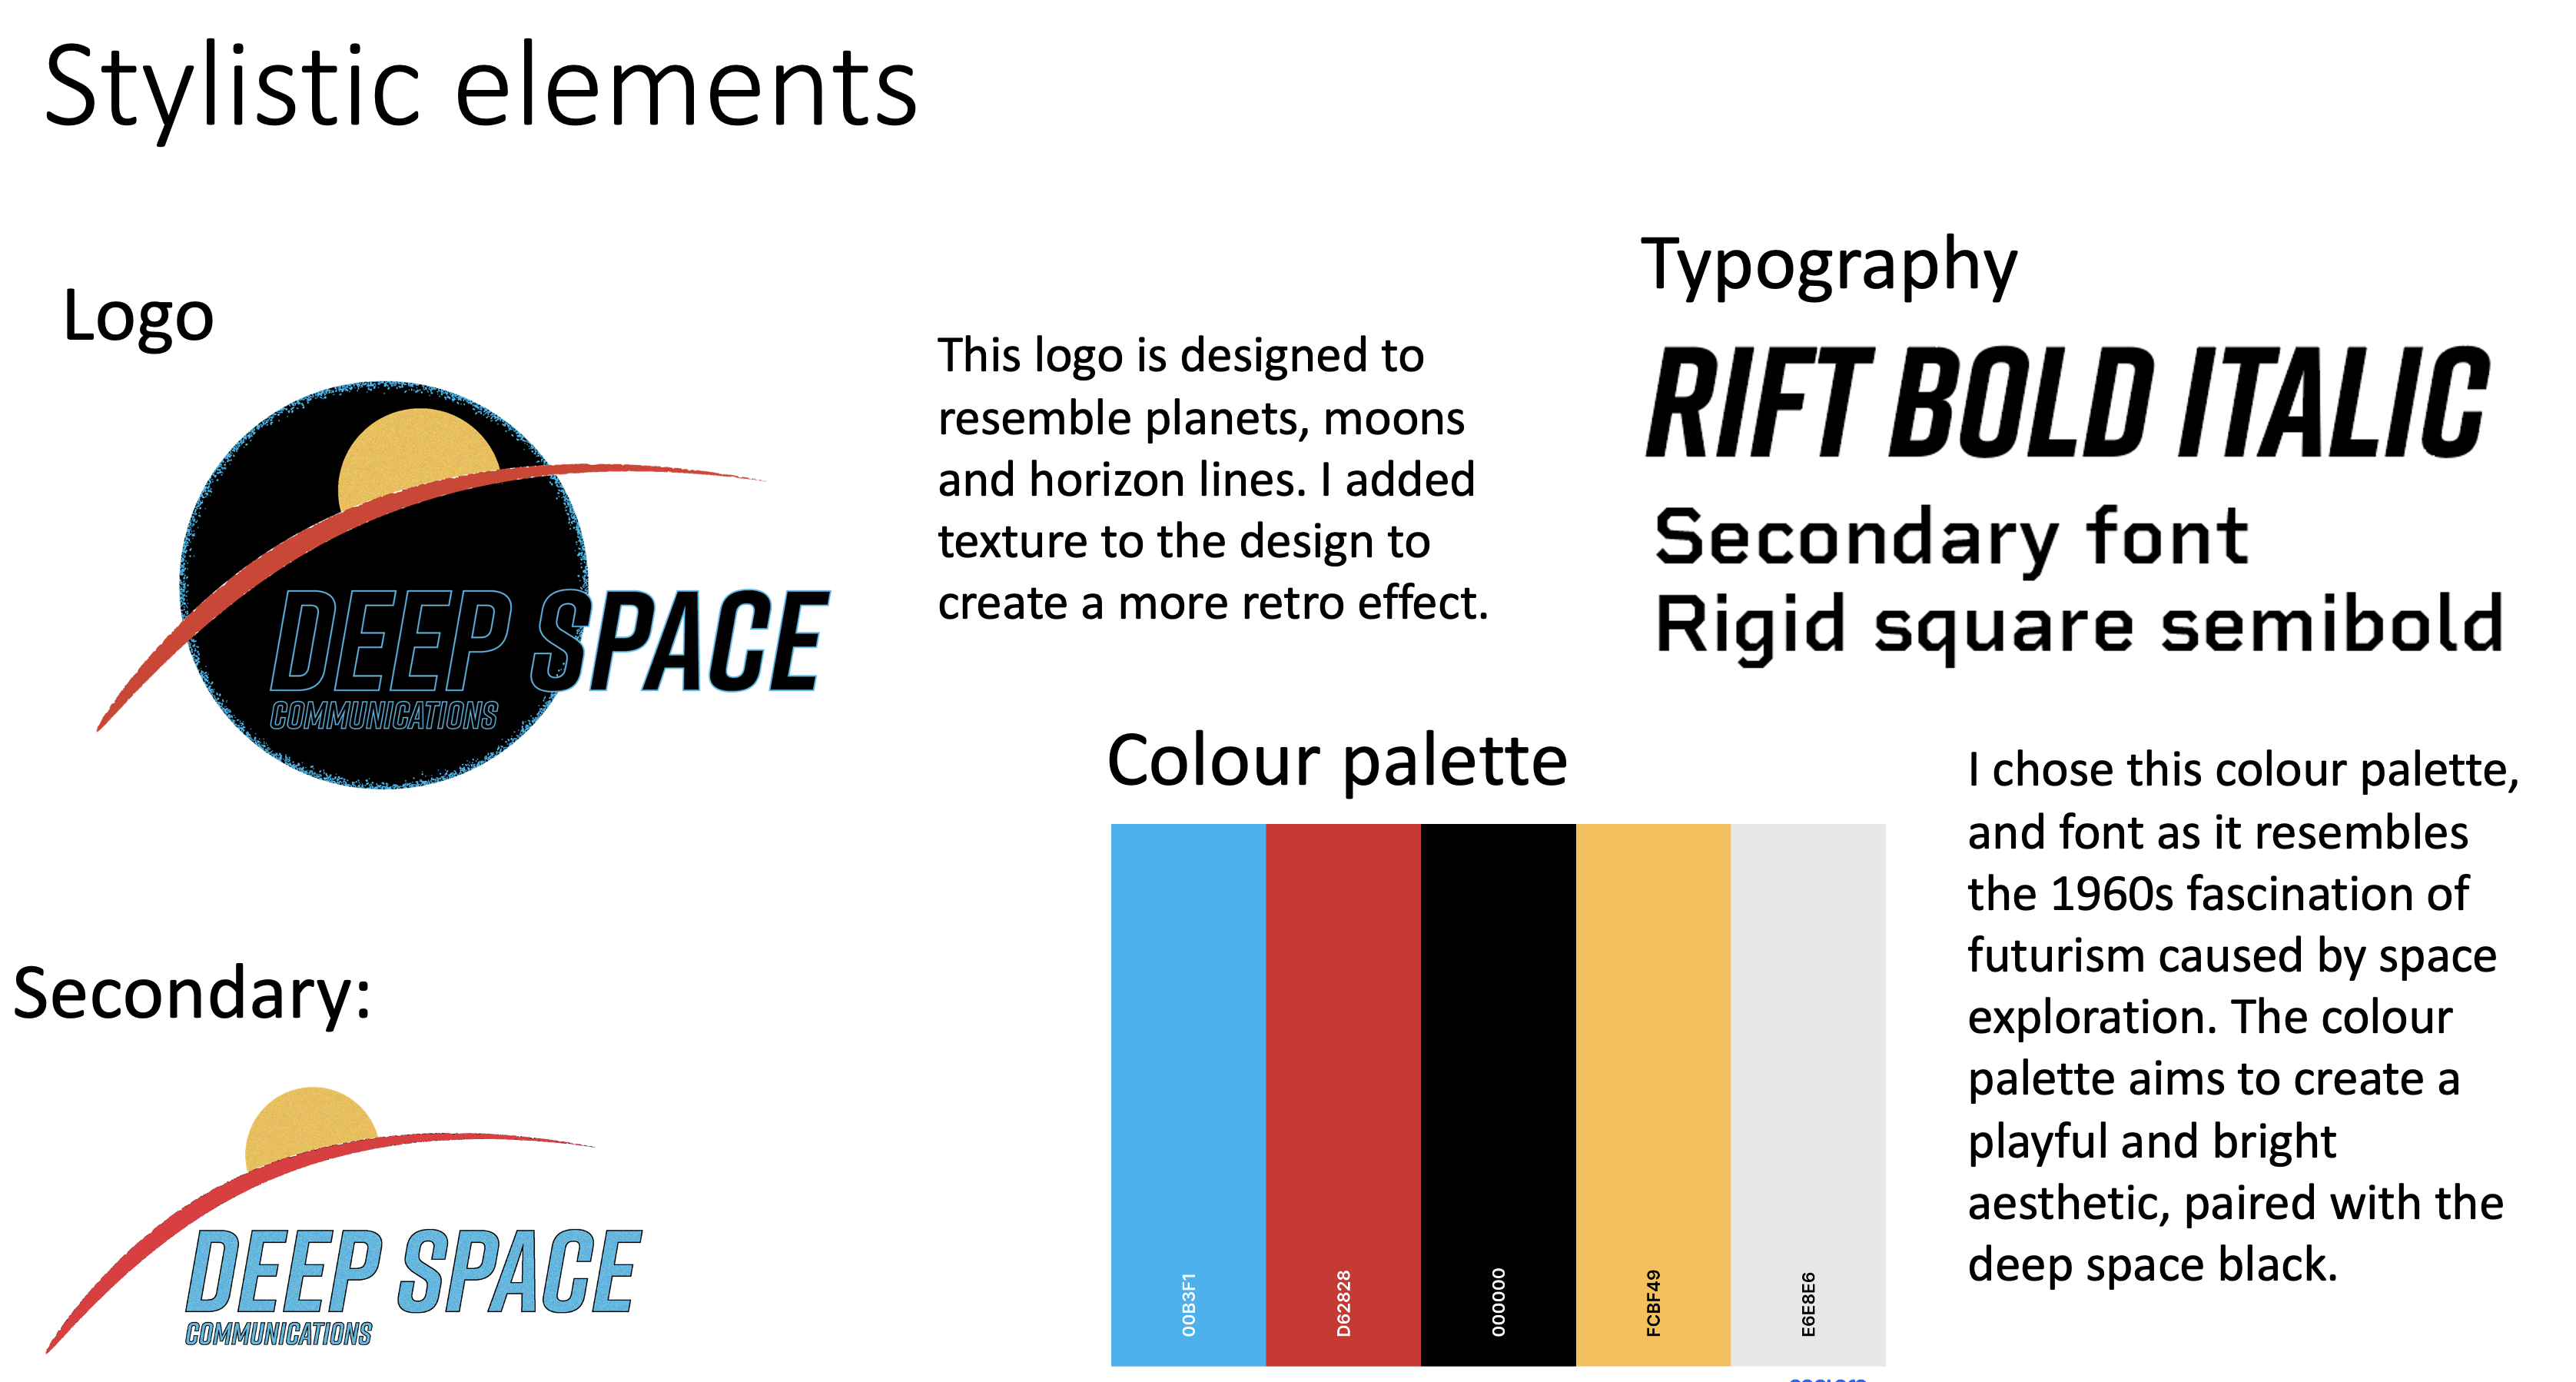 Stylistic elements
Logo
DEEP SPACE
COMMUNICATIONS
This logo is designed to
resemble planets, moons
and horizon lines. I added
texture to the design to
create a more retro effect.
Typography
RIFT BOLD ITALIC
Secondary font
Rigid square semibold
Secondary:
DEEP SPACE
COMMUNICATIONS
Colour palette
00B3F1
D62828
000000
FCBF49
E6E8E6
I chose this colour palette,
and font as it resembles
the 1960s fascination of
futurism caused by space
exploration. The colour
palette aims to create a
playful and bright
aesthetic, paired with the
deep space black.